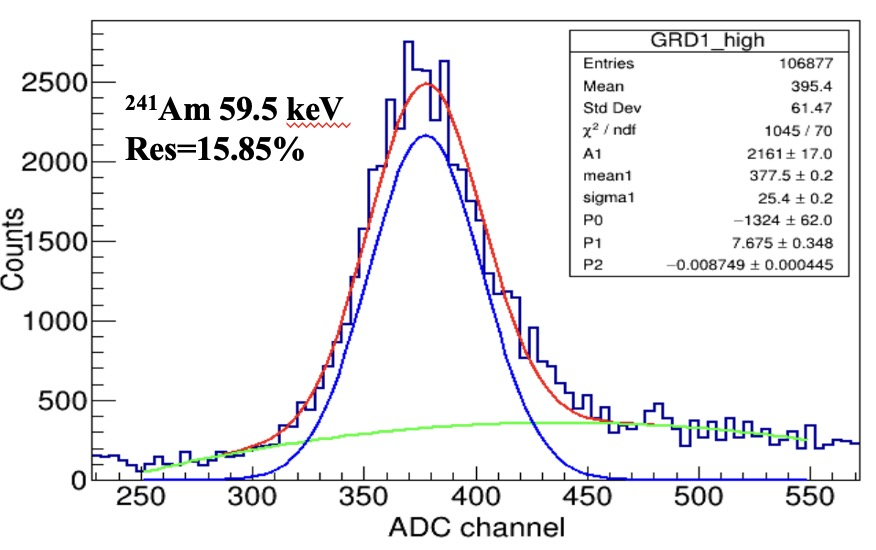 GRD1_high
Entries 106877
Mean 395.4
Std Dev 61.47
χ² / ndf 1045 / 70
A1 2161 ± 17.0
mean1 377.5 ± 0.2
sigma1 25.4 ± 0.2
P0 −1324 ± 62.0
P1 7.675 ± 0.348
P2 −0.008749 ± 0.000445
²⁴¹Am 59.5 keV
Res=15.85%
Counts
2500
2000
1500
1000
500
0
250 300 350 400 450 500 550
ADC channel